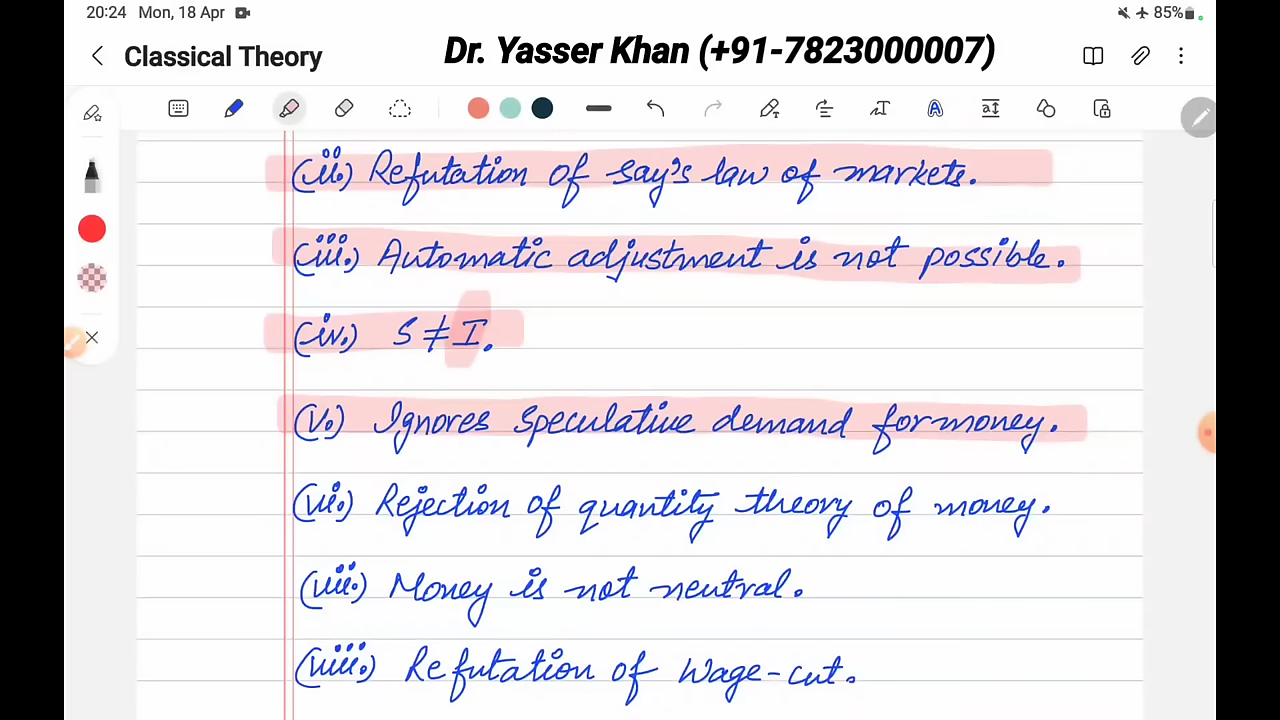 20:24 Mon, 18 Apr
85%
Classical Theory
Dr. Yasser Khan (+91-7823000007)
(ii.) Refutation of say's law of markets.
(iii.) Automatic adjustment is not possible.
(iv.) S ≠ I.
(v.) Ignores speculative demand for money.
(vi.) Rejection of quantity theory of money.
(vii.) Money is not neutral.
(viii.) Refutation of wage-cut.